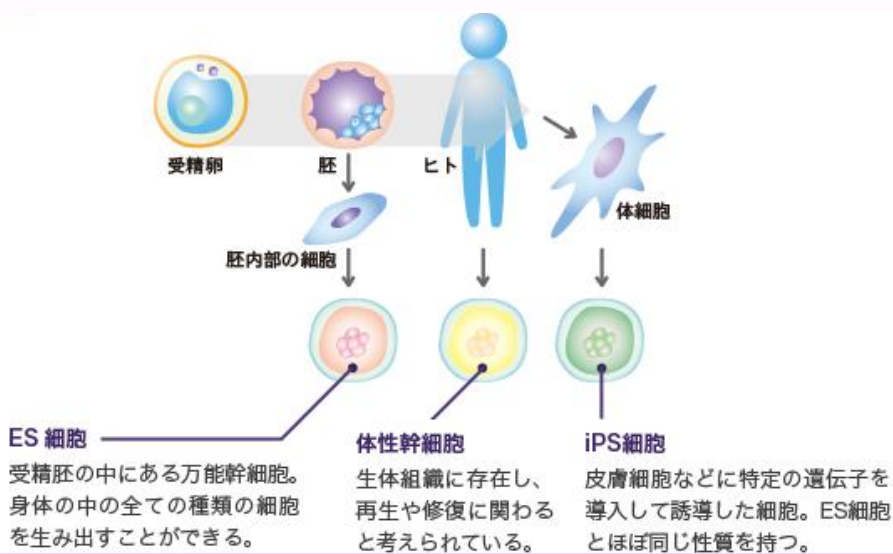 受精卵
胚
ヒト
体細胞
胚内部の細胞
ES 細胞
受精胚の中にある万能幹細胞。
身体の中の全ての種類の細胞
を生み出すことができる。
体性幹細胞
生体組織に存在し、
再生や修復に関わる
と考えられている。
iPS細胞
皮膚細胞などに特定の遺伝子を
導入して誘導した細胞。ES細胞
とほぼ同じ性質を持つ。